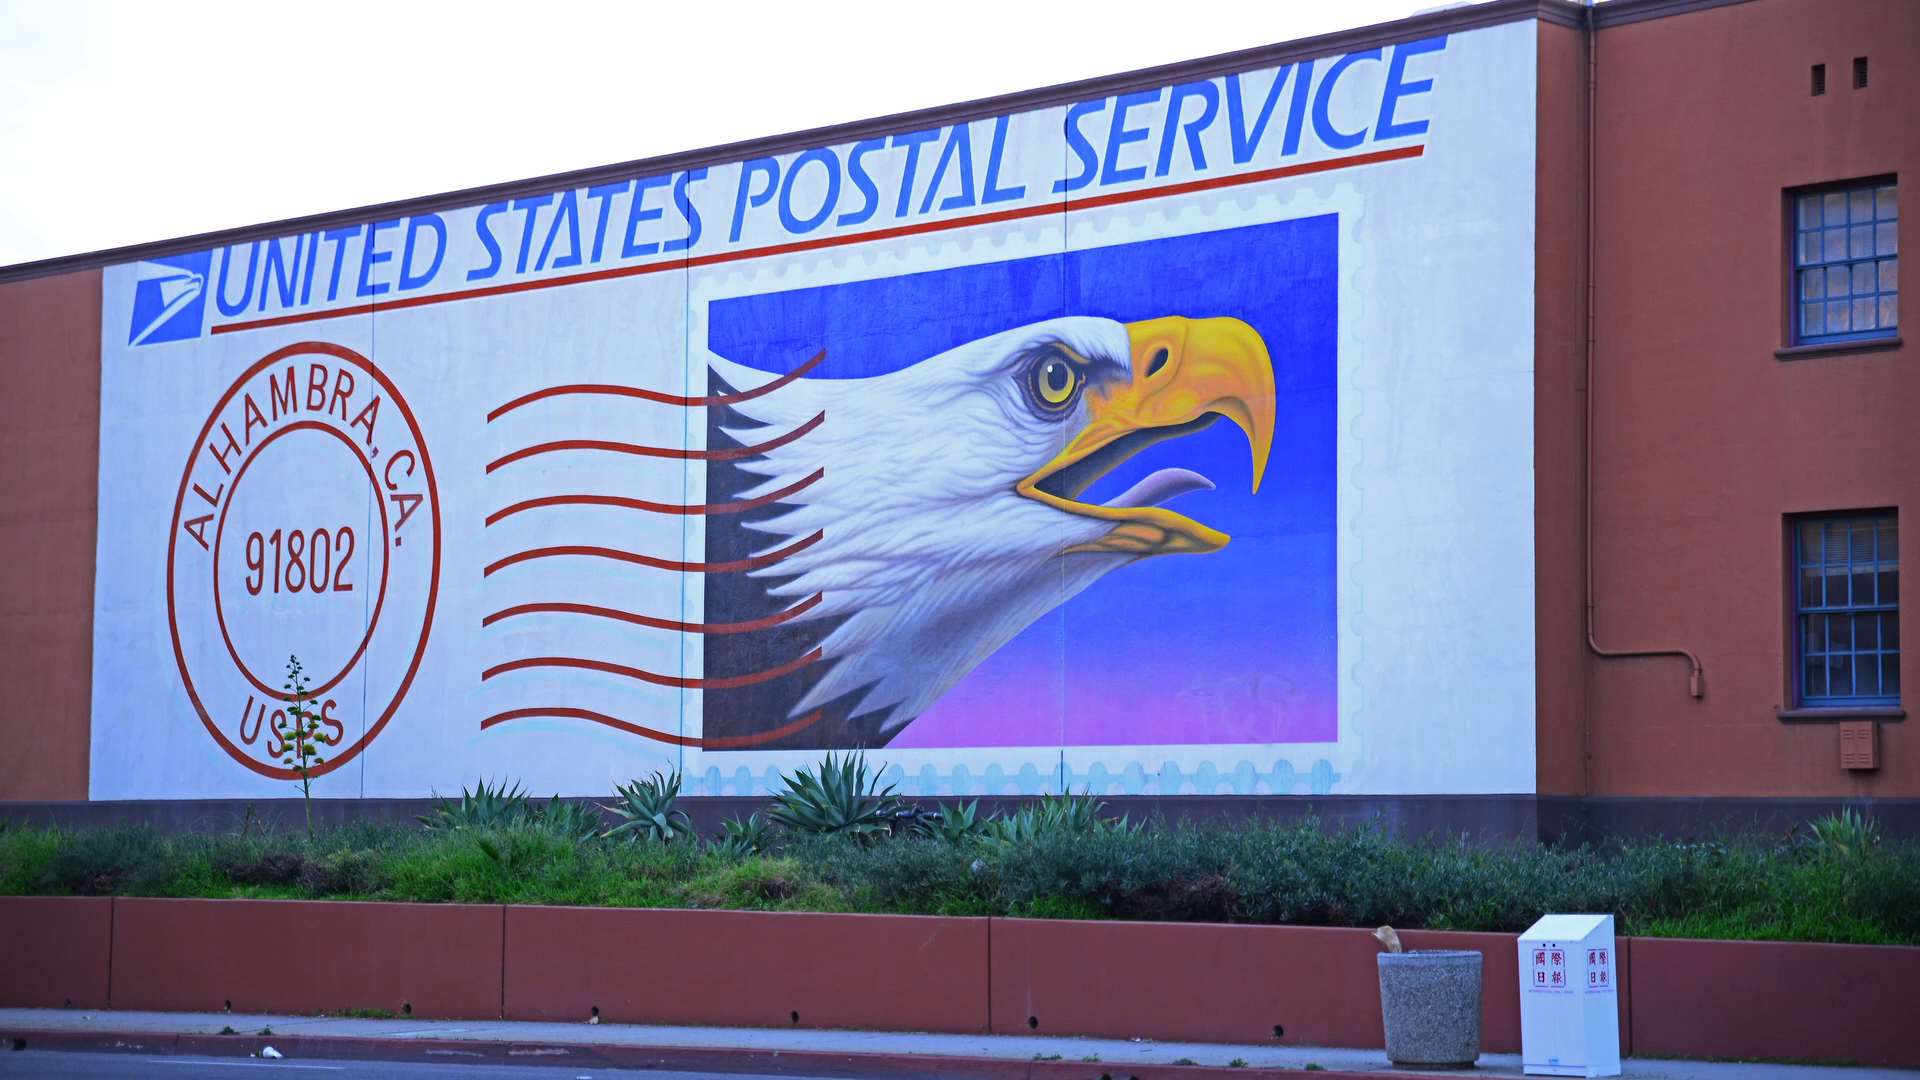 UNITED STATES POSTAL SERVICE
ALHAMBRA, CA.
91802
USPS
國際
日報
國際
日報